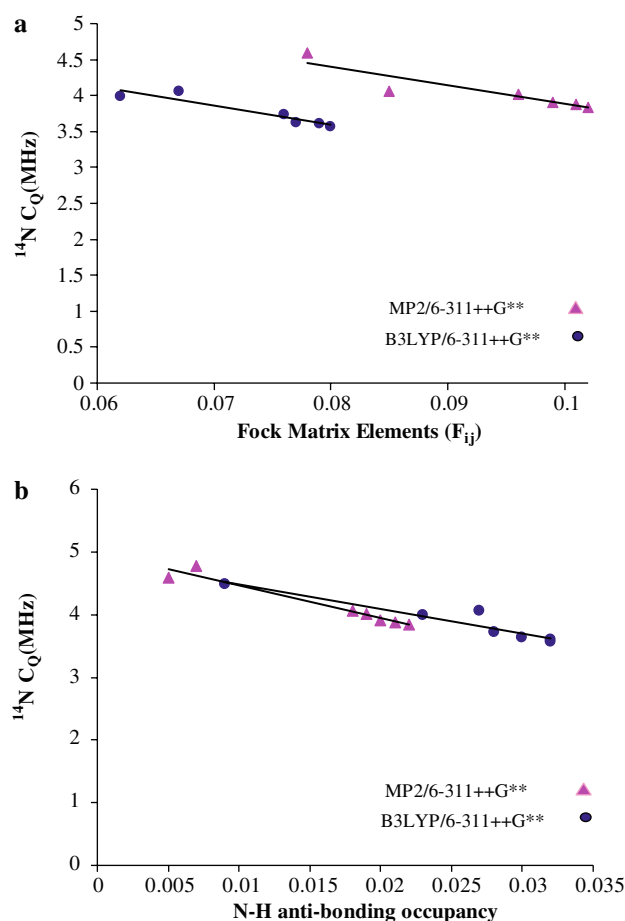 a
5
4.5
4
3.5
3
2.5
2
1.5
1
0.5
0
¹⁴N C_Q(MHz)
MP2/6-311++G**
B3LYP/6-311++G**
0.06 0.07 0.08 0.09 0.1
Fock Matrix Elements (F_ij)
b
6
5
4
3
2
1
0
¹⁴N C_Q(MHz)
MP2/6-311++G**
B3LYP/6-311++G**
0 0.005 0.01 0.015 0.02 0.025 0.03 0.035
N-H anti-bonding occupancy